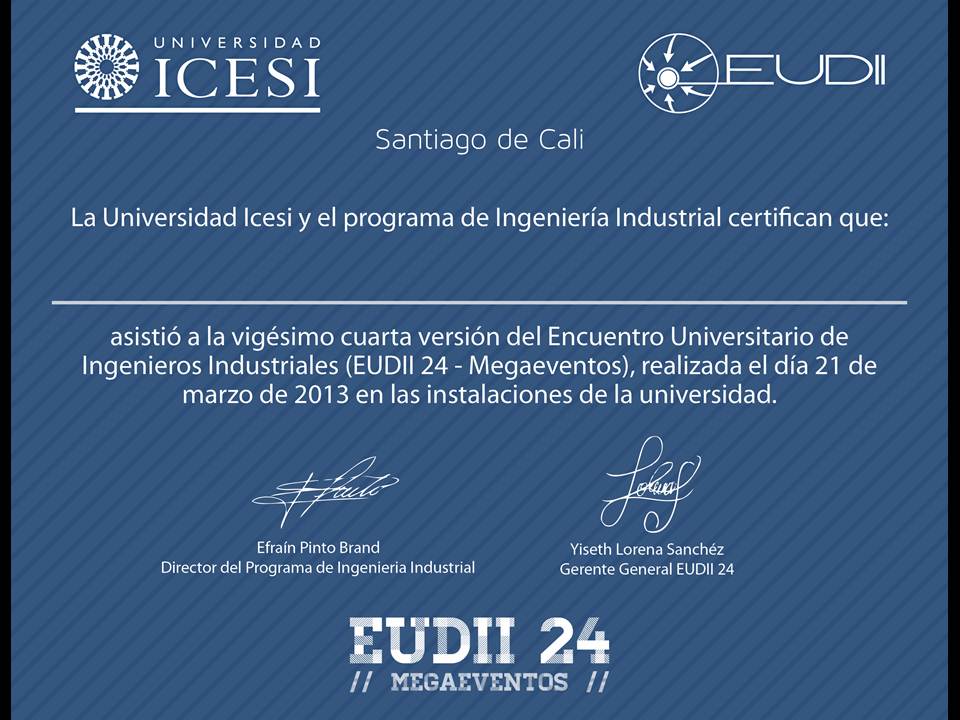 UNIVERSIDAD
ICESI
EUDII
Santiago de Cali
La Universidad Icesi y el programa de Ingeniería Industrial certifican que:
asistió a la vigésimo cuarta versión del Encuentro Universitario de
Ingenieros Industriales (EUDII 24 - Megaeventos), realizada el día 21 de
marzo de 2013 en las instalaciones de la universidad.
Efraín Pinto Brand
Director del Programa de Ingenieria Industrial
Yiseth Lorena Sanchéz
Gerente General EUDII 24
EUDII 24
// MEGAEVENTOS //